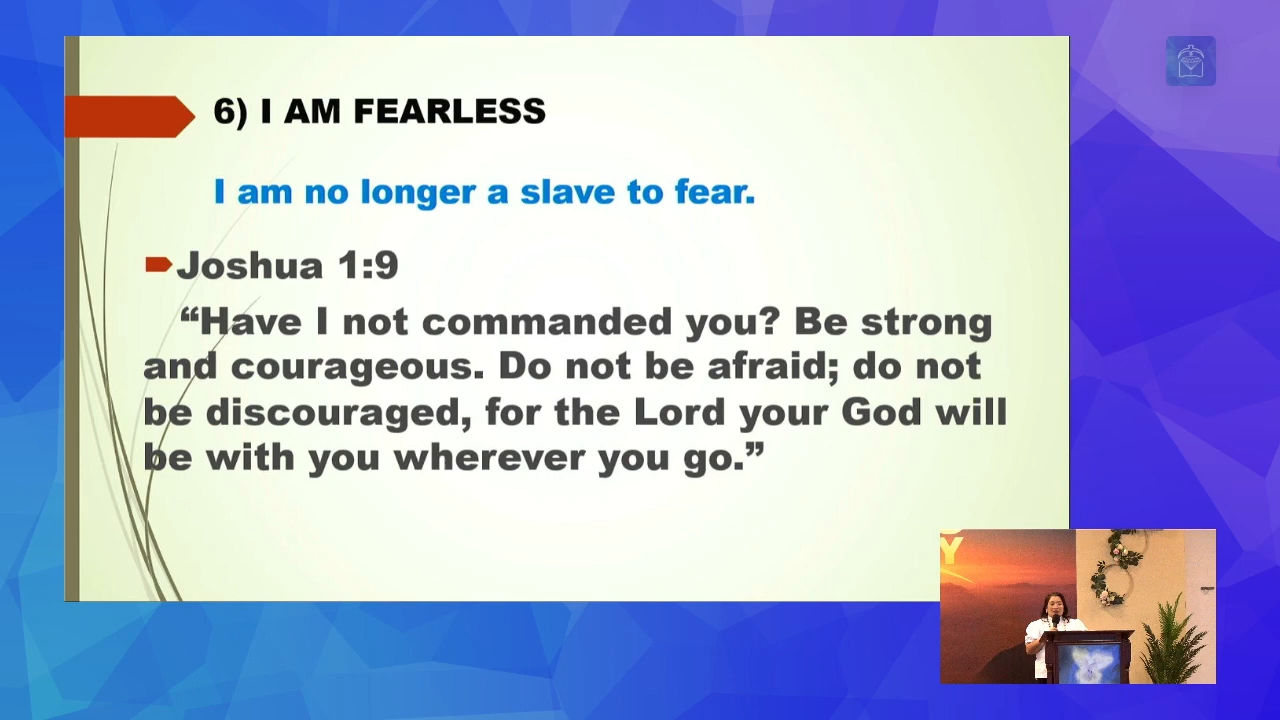 6) I AM FEARLESS
I am no longer a slave to fear.
Joshua 1:9
“Have I not commanded you? Be strong
and courageous. Do not be afraid; do not
be discouraged, for the Lord your God will
be with you wherever you go.”
Y